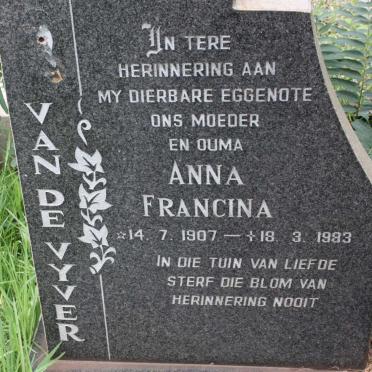 VAN DE VYVER
IN TERE
HERINNERING AAN
MY DIERBARE EGGENOTE
ONS MOEDER
EN OUMA
ANNA
FRANCINA
☆14. 7. 1907 – +18. 3. 1983
IN DIE TUIN VAN LIEFDE
STERF DIE BLOM VAN
HERINNERING NOOIT